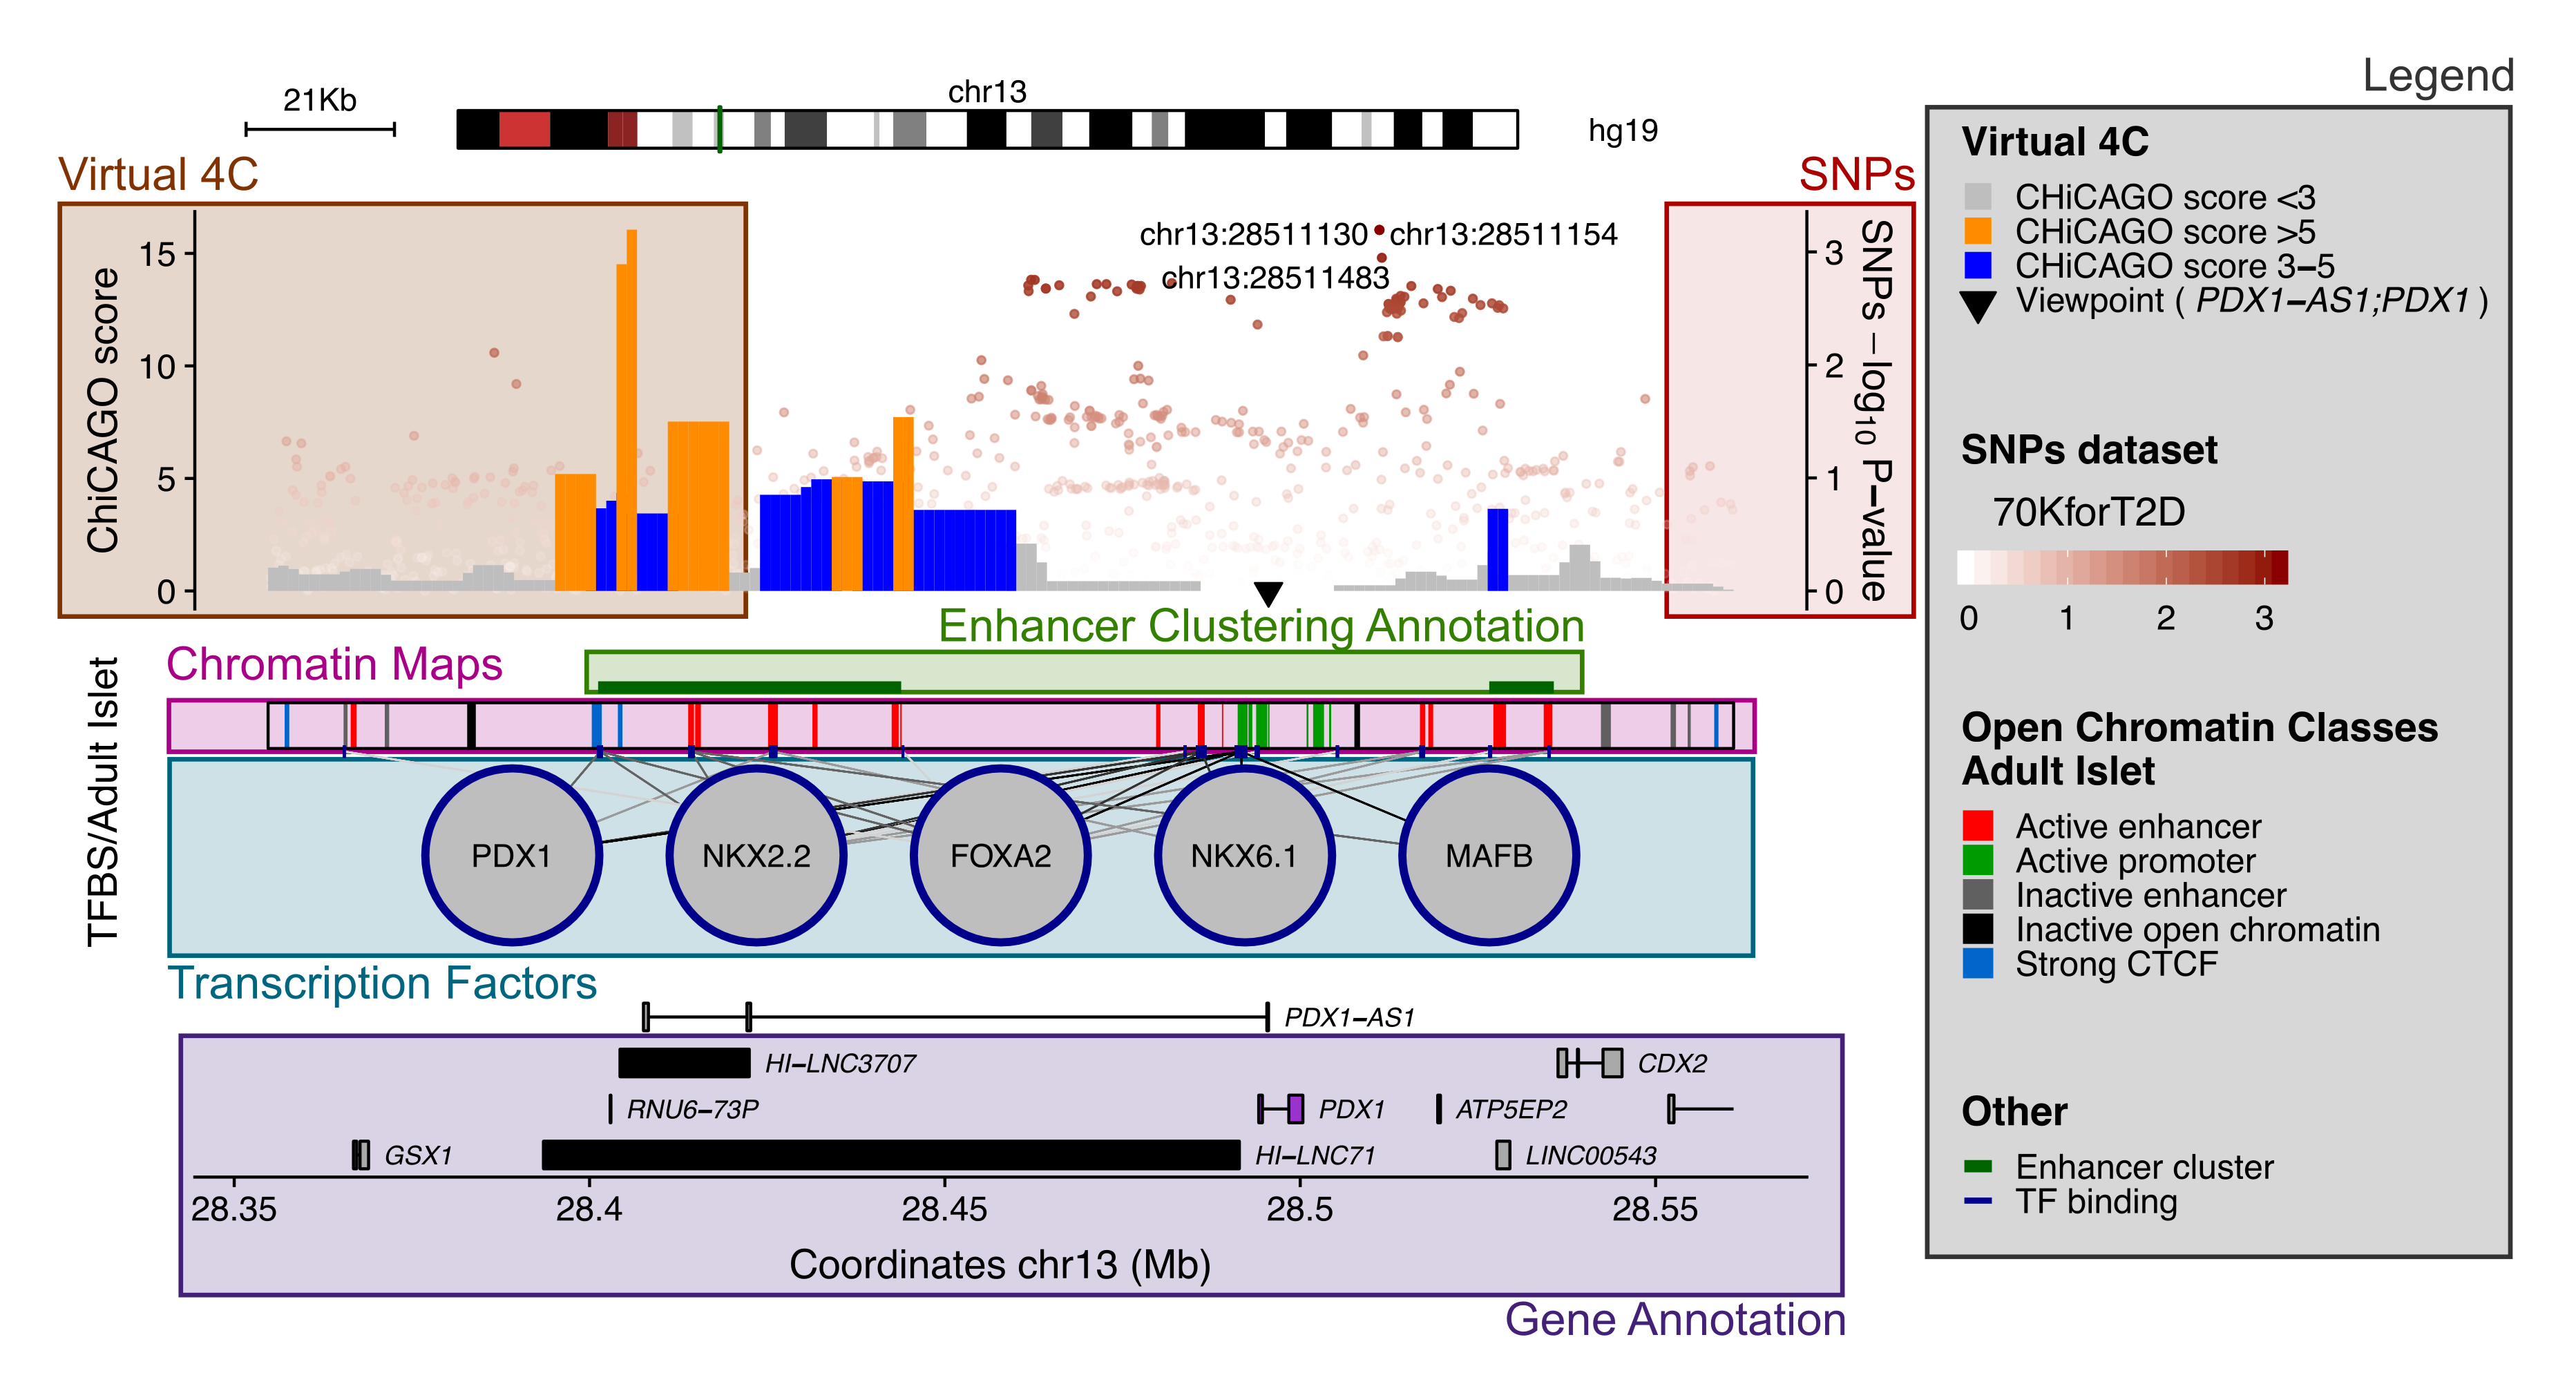 Legend
21Kb
chr13
hg19
Virtual 4C
SNPs
ChiCAGO score
15
10
5
0
chr13:28511130
chr13:28511154
chr13:28511483
3
2
1
0
SNPs −log10 P−value
Virtual 4C
CHiCAGO score <3
CHiCAGO score >5
CHiCAGO score 3−5
Viewpoint ( PDX1−AS1;PDX1 )
SNPs dataset
70KforT2D
0 1 2 3
Open Chromatin Classes
Adult Islet
Active enhancer
Active promoter
Inactive enhancer
Inactive open chromatin
Strong CTCF
Other
Enhancer cluster
TF binding
Enhancer Clustering Annotation
Chromatin Maps
TFBS/Adult Islet
PDX1 NKX2.2 FOXA2 NKX6.1 MAFB
Transcription Factors
PDX1−AS1
HI−LNC3707 CDX2
RNU6−73P PDX1 ATP5EP2
GSX1 HI−LNC71 LINC00543
28.35 28.4 28.45 28.5 28.55
Coordinates chr13 (Mb)
Gene Annotation